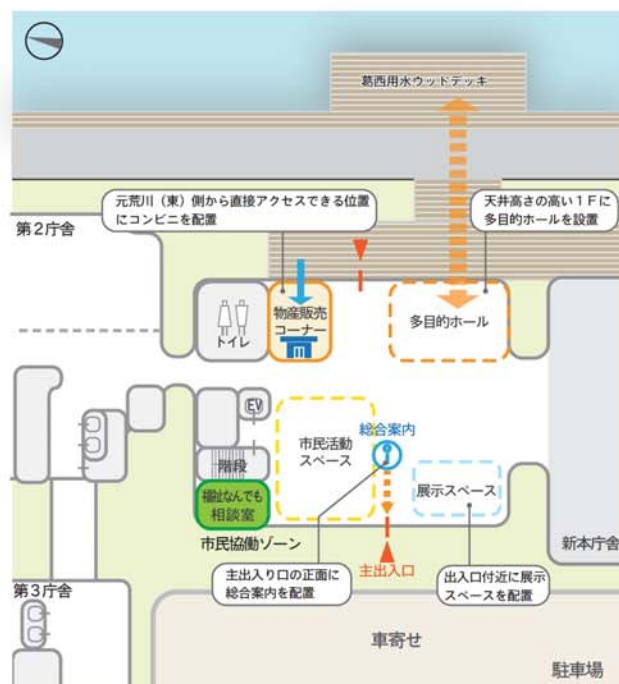 葛西用水ウッドデッキ
元荒川（東）側から直接アクセスできる位置
にコンビニを配置
天井高さの高い１Ｆに
多目的ホールを設置
第２庁舎
トイレ
物産販売
コーナー
多目的ホール
EV
階段
福祉なんでも
相談室
市民活動
スペース
総合案内
展示スペース
市民協働ゾーン
主出入口
新本庁舎
主出入り口の正面に
総合案内を配置
出入口付近に展示
スペースを配置
第３庁舎
車寄せ
駐車場